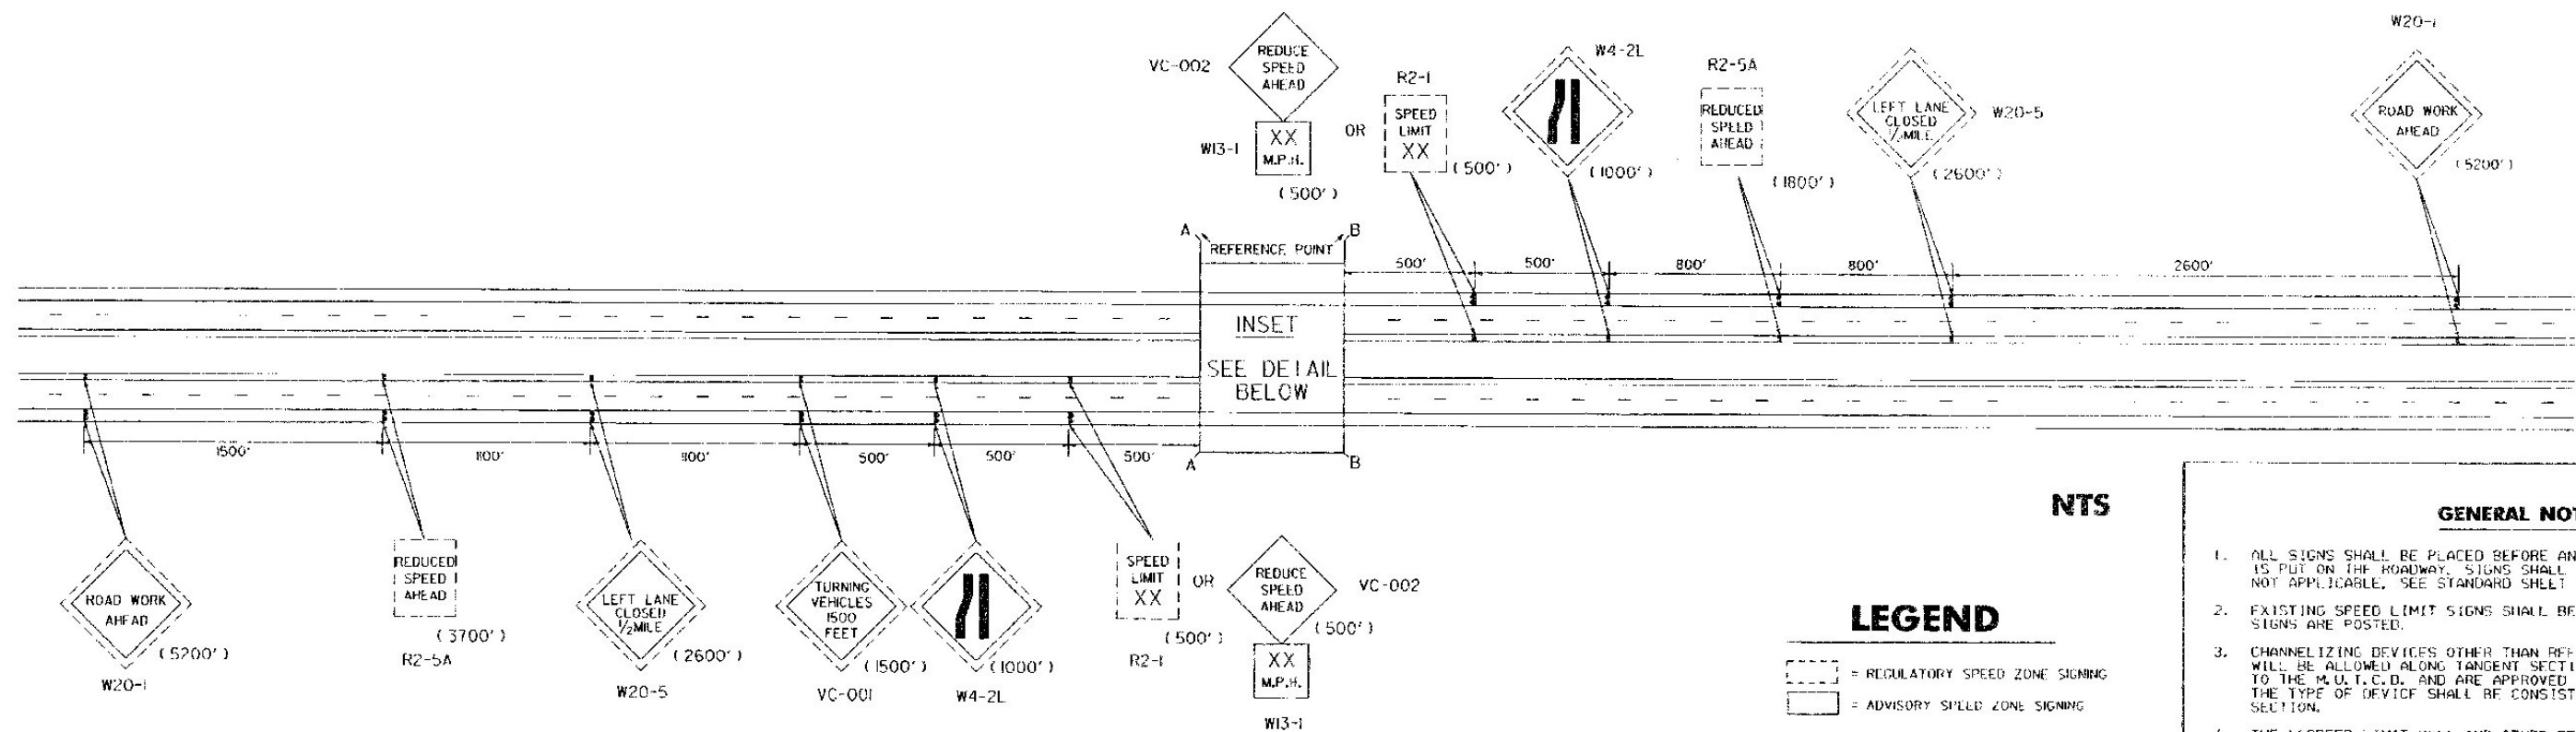 W20-1
VC-002
REDUCE
SPEED
AHEAD
W13-1
XX
M.P.H.
(500')
OR
R2-1
SPEED
LIMIT
XX
(500')
W4-2L
(1000')
R2-5A
REDUCED
SPEED
AHEAD
(1800')
LEFT LANE
CLOSED
1/2MILE
W20-5
(2600')
ROAD WORK
AHEAD
(5200')
A
B
REFERENCE POINT
500'
500'
800'
800'
2600'
INSET
SEE DETAIL
BELOW
1500'
1100'
500'
500'
500'
A
B
ROAD WORK
AHEAD
(5200')
W20-1
REDUCED
SPEED
AHEAD
(3700')
R2-5A
LEFT LANE
CLOSED
1/2MILE
(2600')
W20-5
TURNING
VEHICLES
1500
FEET
(1500')
VC-001
(1000')
W4-2L
SPEED
LIMIT
XX
(500')
R2-1
OR
REDUCE
SPEED
AHEAD
(500')
VC-002
XX
M.P.H.
W13-1
NTS
LEGEND
= REGULATORY SPEED ZONE SIGNING
= ADVISORY SPEED ZONE SIGNING
GENERAL NOT
1. ALL SIGNS SHALL BE PLACED BEFORE AN
IS PUT ON THE ROADWAY. SIGNS SHALL
NOT APPLICABLE. SEE STANDARD SHEET
2. EXISTING SPEED LIMIT SIGNS SHALL BE
SIGNS ARE POSTED.
3. CHANNELIZING DEVICES OTHER THAN REF
WILL BE ALLOWED ALONG TANGENT SECTI
TO THE M.U.T.C.D. AND ARE APPROVED
THE TYPE OF DEVICE SHALL BE CONSIST
SECTION.